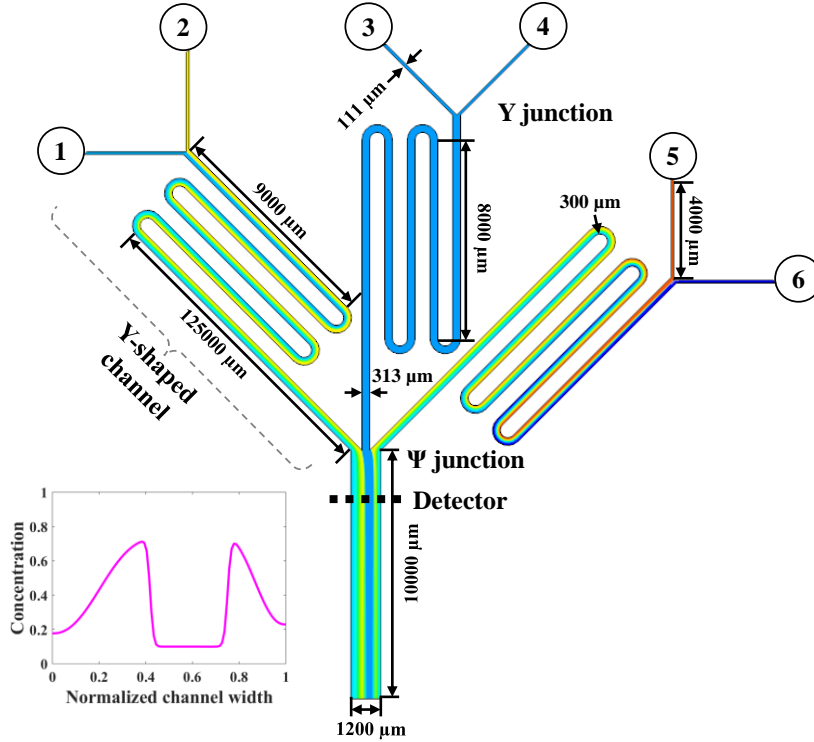 2
3
4
111 µm
Y junction
1
5
9000 µm
8000 µm
300 µm
4000 µm
6
125000 µm
Y-shaped
channel
313 µm
Ψ junction
Detector
10000 µm
1200 µm
1
0.8
0.6
0.4
0.2
0
Concentration
0
0.2
0.4
0.6
0.8
1
Normalized channel width